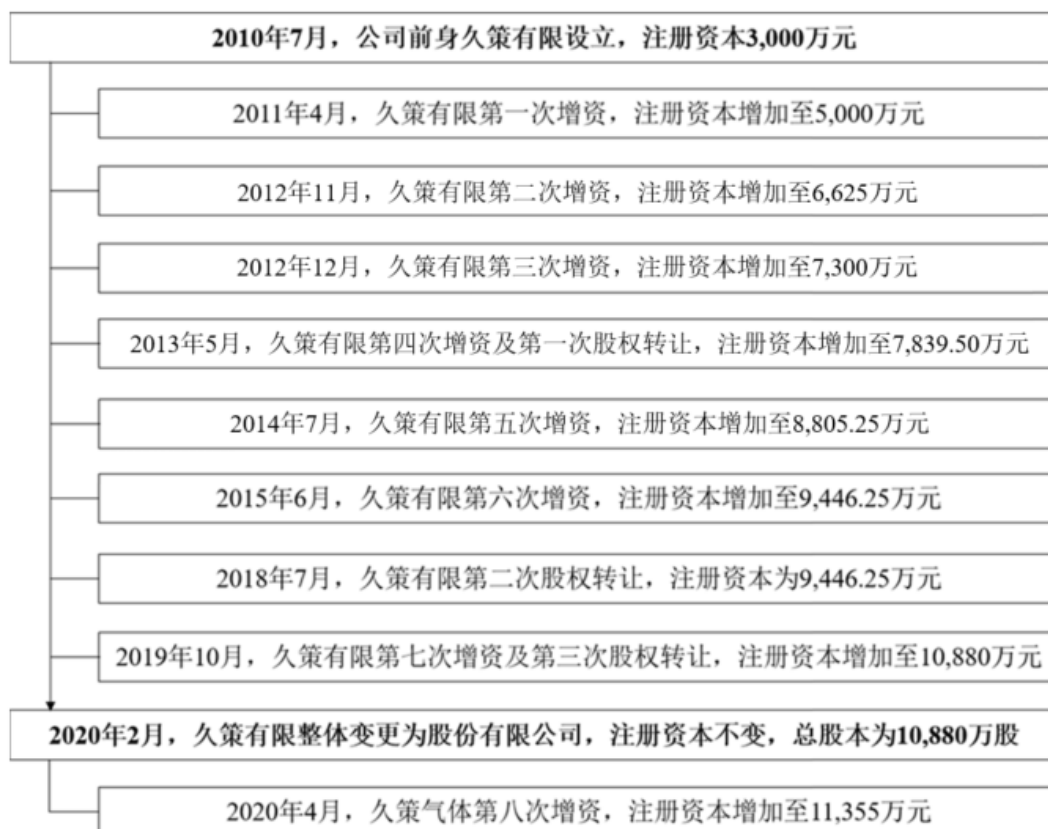 2010年7月，公司前身久策有限设立，注册资本3,000万元
2011年4月，久策有限第一次增资，注册资本增加至5,000万元
2012年11月，久策有限第二次增资，注册资本增加至6,625万元
2012年12月，久策有限第三次增资，注册资本增加至7,300万元
2013年5月，久策有限第四次增资及第一次股权转让，注册资本增加至7,839.50万元
2014年7月，久策有限第五次增资，注册资本增加至8,805.25万元
2015年6月，久策有限第六次增资，注册资本增加至9,446.25万元
2018年7月，久策有限第二次股权转让，注册资本为9,446.25万元
2019年10月，久策有限第七次增资及第三次股权转让，注册资本增加至10,880万元
2020年2月，久策有限整体变更为股份有限公司，注册资本不变，总股本为10,880万股
2020年4月，久策气体第八次增资，注册资本增加至11,355万元